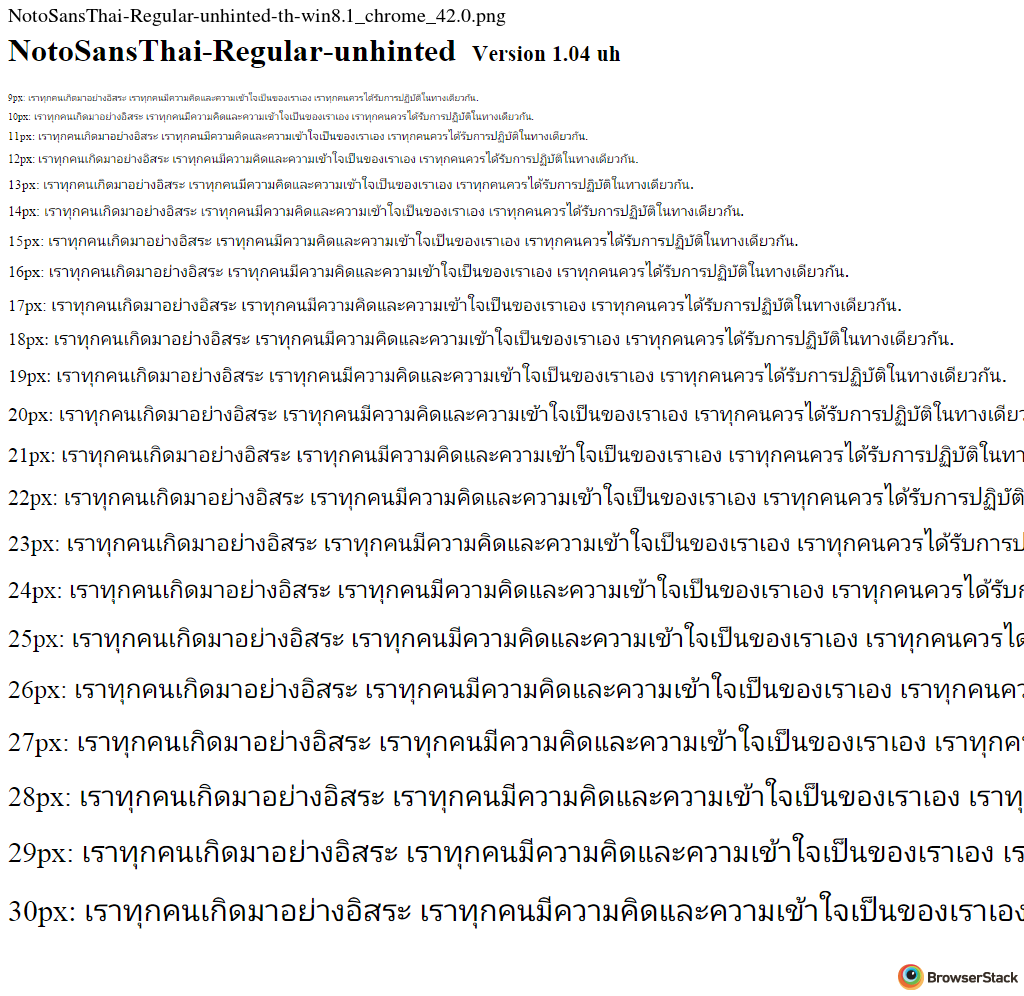 NotoSansThai-Regular-unhinted-th-win8.1_chrome_42.0.png
NotoSansThai-Regular-unhinted Version 1.04 uh
9px: เราทุกคนเกิดมาอย่างอิสระ เราทุกคนมีความคิดและความเข้าใจเป็นของเราเอง เราทุกคนควรได้รับการปฏิบัติในทางเดียวกัน.
10px: เราทุกคนเกิดมาอย่างอิสระ เราทุกคนมีความคิดและความเข้าใจเป็นของเราเอง เราทุกคนควรได้รับการปฏิบัติในทางเดียวกัน.
11px: เราทุกคนเกิดมาอย่างอิสระ เราทุกคนมีความคิดและความเข้าใจเป็นของเราเอง เราทุกคนควรได้รับการปฏิบัติในทางเดียวกัน.
12px: เราทุกคนเกิดมาอย่างอิสระ เราทุกคนมีความคิดและความเข้าใจเป็นของเราเอง เราทุกคนควรได้รับการปฏิบัติในทางเดียวกัน.
13px: เราทุกคนเกิดมาอย่างอิสระ เราทุกคนมีความคิดและความเข้าใจเป็นของเราเอง เราทุกคนควรได้รับการปฏิบัติในทางเดียวกัน.
14px: เราทุกคนเกิดมาอย่างอิสระ เราทุกคนมีความคิดและความเข้าใจเป็นของเราเอง เราทุกคนควรได้รับการปฏิบัติในทางเดียวกัน.
15px: เราทุกคนเกิดมาอย่างอิสระ เราทุกคนมีความคิดและความเข้าใจเป็นของเราเอง เราทุกคนควรได้รับการปฏิบัติในทางเดียวกัน.
16px: เราทุกคนเกิดมาอย่างอิสระ เราทุกคนมีความคิดและความเข้าใจเป็นของเราเอง เราทุกคนควรได้รับการปฏิบัติในทางเดียวกัน.
17px: เราทุกคนเกิดมาอย่างอิสระ เราทุกคนมีความคิดและความเข้าใจเป็นของเราเอง เราทุกคนควรได้รับการปฏิบัติในทางเดียวกัน.
18px: เราทุกคนเกิดมาอย่างอิสระ เราทุกคนมีความคิดและความเข้าใจเป็นของเราเอง เราทุกคนควรได้รับการปฏิบัติในทางเดียวกัน.
19px: เราทุกคนเกิดมาอย่างอิสระ เราทุกคนมีความคิดและความเข้าใจเป็นของเราเอง เราทุกคนควรได้รับการปฏิบัติในทางเดียวกัน.
20px: เราทุกคนเกิดมาอย่างอิสระ เราทุกคนมีความคิดและความเข้าใจเป็นของเราเอง เราทุกคนควรได้รับการปฏิบัติในทางเดียว
21px: เราทุกคนเกิดมาอย่างอิสระ เราทุกคนมีความคิดและความเข้าใจเป็นของเราเอง เราทุกคนควรได้รับการปฏิบัติในทา
22px: เราทุกคนเกิดมาอย่างอิสระ เราทุกคนมีความคิดและความเข้าใจเป็นของเราเอง เราทุกคนควรได้รับการปฏิบัติ
23px: เราทุกคนเกิดมาอย่างอิสระ เราทุกคนมีความคิดและความเข้าใจเป็นของเราเอง เราทุกคนควรได้รับการป
24px: เราทุกคนเกิดมาอย่างอิสระ เราทุกคนมีความคิดและความเข้าใจเป็นของเราเอง เราทุกคนควรได้รับก
25px: เราทุกคนเกิดมาอย่างอิสระ เราทุกคนมีความคิดและความเข้าใจเป็นของเราเอง เราทุกคนควรได้
26px: เราทุกคนเกิดมาอย่างอิสระ เราทุกคนมีความคิดและความเข้าใจเป็นของเราเอง เราทุกคนคว
27px: เราทุกคนเกิดมาอย่างอิสระ เราทุกคนมีความคิดและความเข้าใจเป็นของเราเอง เราทุกค
28px: เราทุกคนเกิดมาอย่างอิสระ เราทุกคนมีความคิดและความเข้าใจเป็นของเราเอง เราทุ
29px: เราทุกคนเกิดมาอย่างอิสระ เราทุกคนมีความคิดและความเข้าใจเป็นของเราเอง เร
30px: เราทุกคนเกิดมาอย่างอิสระ เราทุกคนมีความคิดและความเข้าใจเป็นของเราเอง
BrowserStack